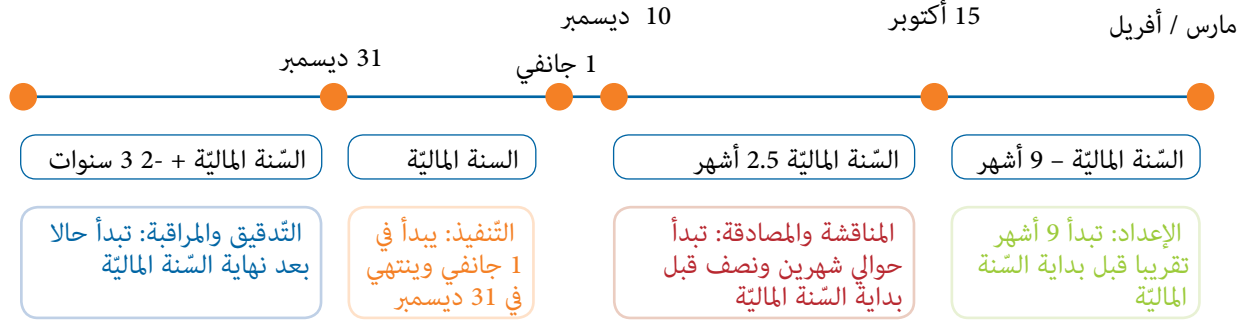 مارس / أفريل
15 أكتوبر
10 ديسمبر
1 جانفي
31 ديسمبر
السّنة الماليّة – 9 أشهر
السّنة الماليّة 2.5 أشهر
السنة الماليّة
السّنة الماليّة + -2 3 سنوات
الإعداد: تبدأ 9 أشهر
تقريبا قبل بداية السّنة
الماليّة
المناقشة والمصادقة: تبدأ
حوالي شهرين ونصف قبل
بداية السّنة الماليّة
التّنفيذ: يبدأ في
1 جانفي وينتهي
في 31 ديسمبر
التّدقيق والمراقبة: تبدأ حالا
بعد نهاية السّنة الماليّة